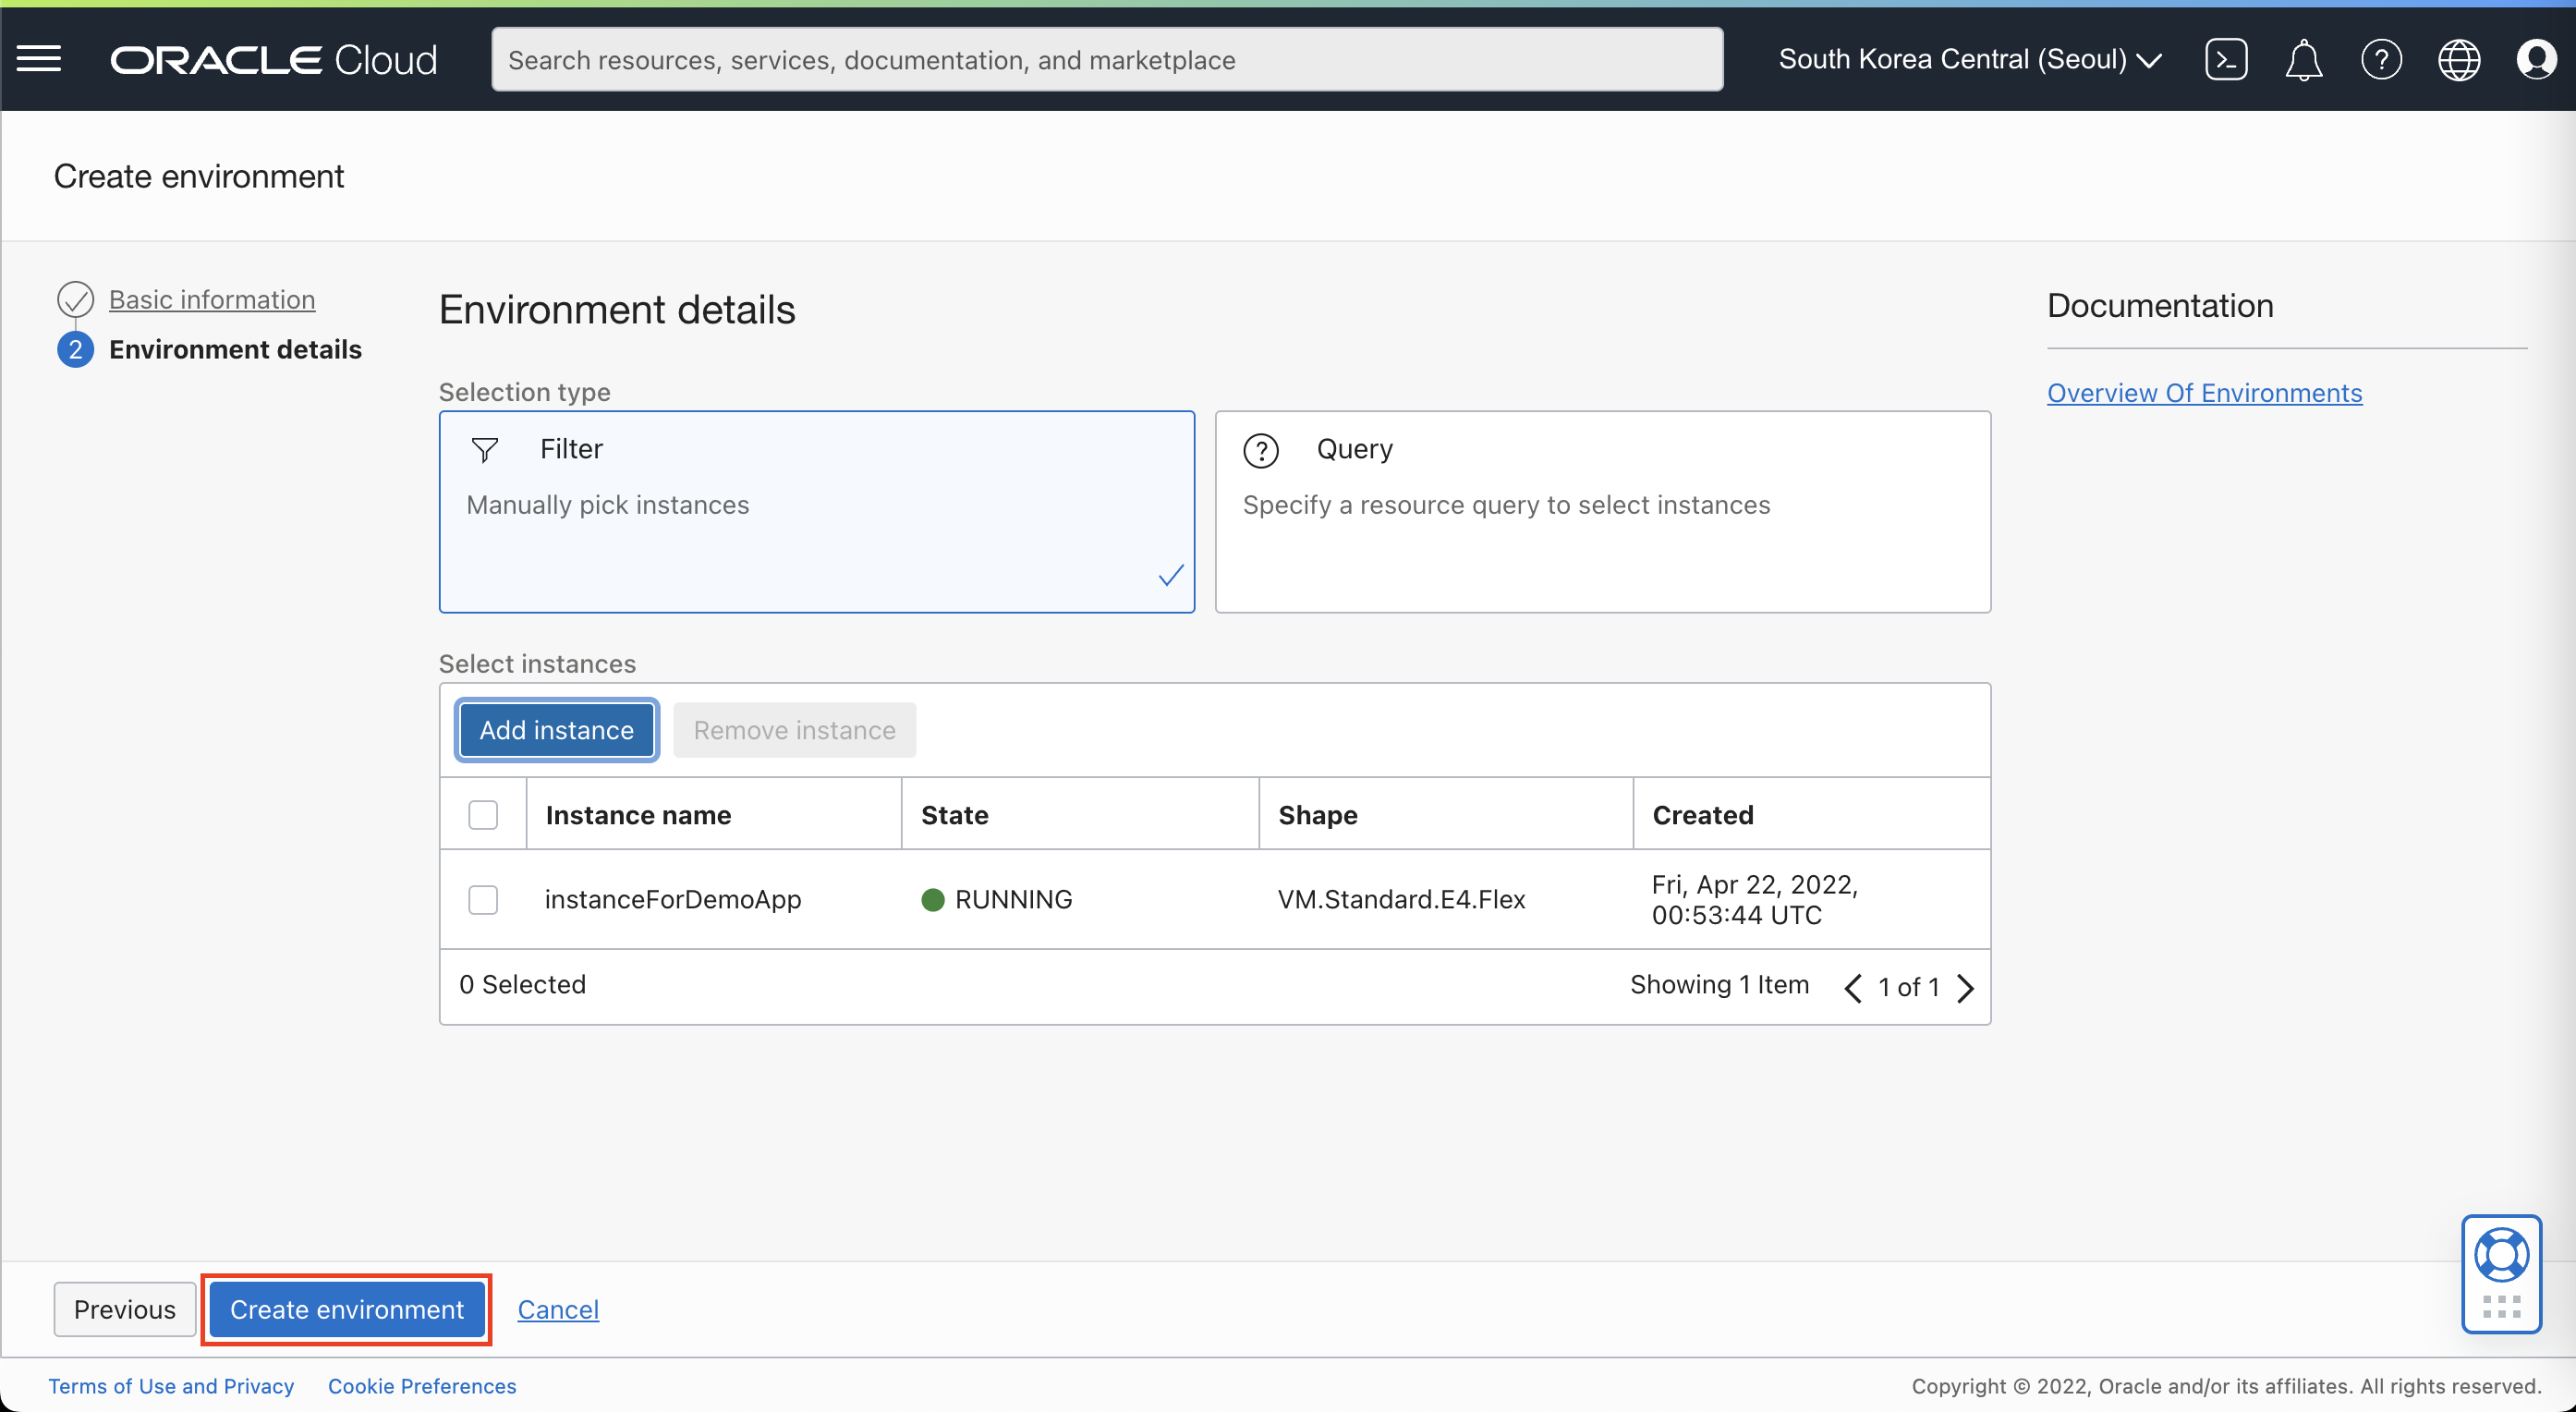 ORACLE Cloud
Search resources, services, documentation, and marketplace
South Korea Central (Seoul)
Create environment
Basic information
2 Environment details
Environment details
Selection type
Filter
Manually pick instances
Query
Specify a resource query to select instances
Select instances
Add instance Remove instance
Instance name State Shape Created
instanceForDemoApp RUNNING VM.Standard.E4.Flex Fri, Apr 22, 2022,
00:53:44 UTC
0 Selected Showing 1 Item 1 of 1
Documentation
Overview Of Environments
Previous Create environment Cancel
Terms of Use and Privacy Cookie Preferences Copyright © 2022, Oracle and/or its affiliates. All rights reserved.